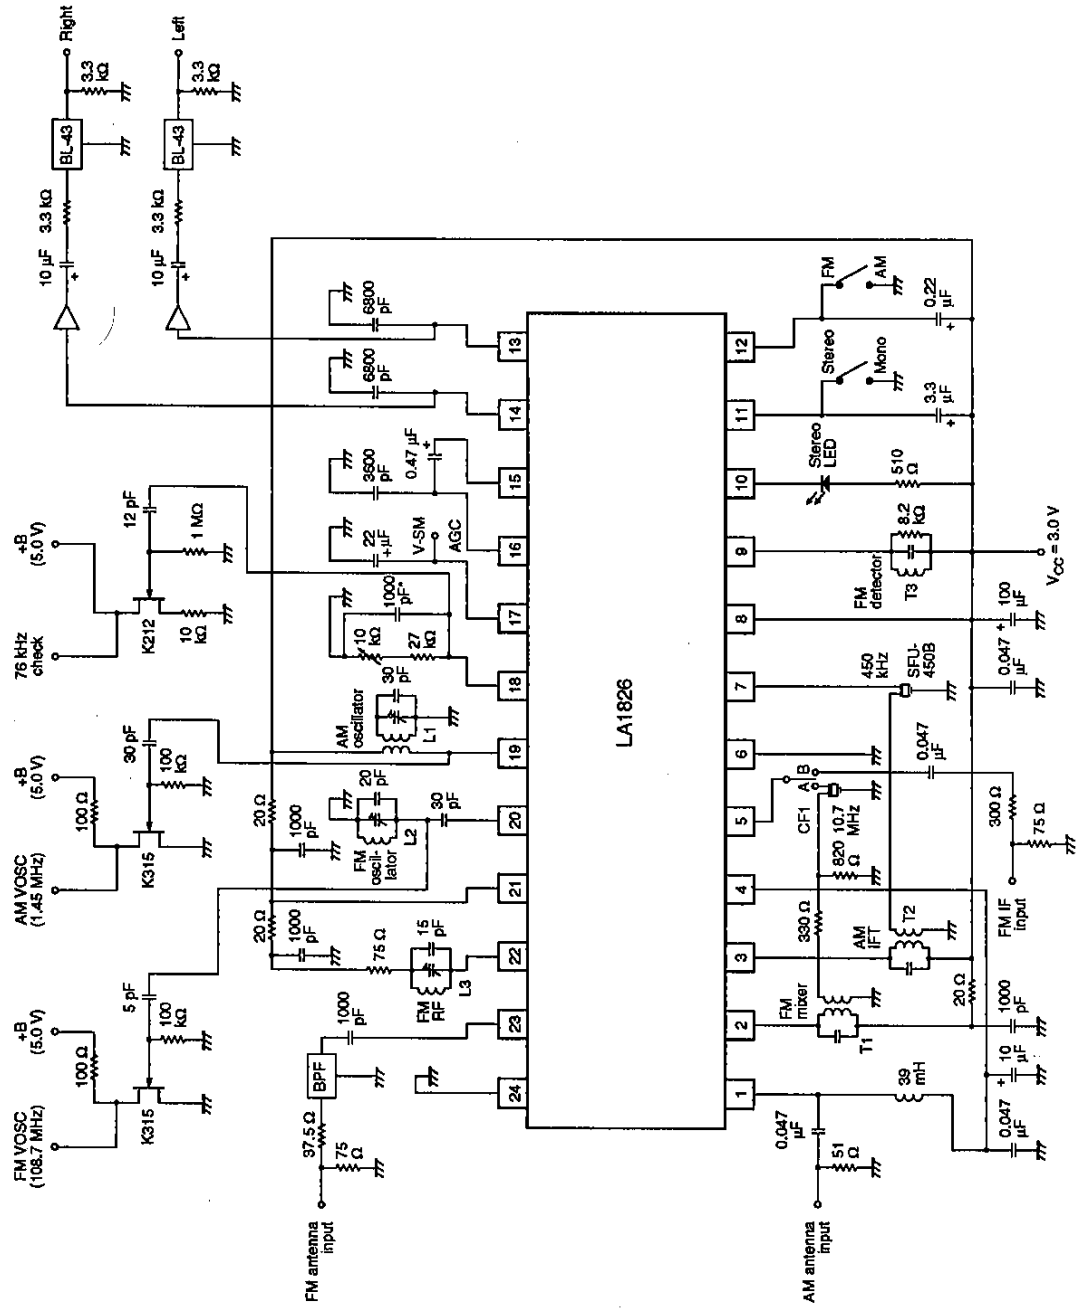 FM VOSC
(108.7 MHz)
+B
(5.0 V)
100 Ω
5 pF
100
kΩ
K315
AM VOSC
(1.45 MHz)
+B
(5.0 V)
100 Ω
30 pF
100
kΩ
K315
76 kHz
check
+B
(5.0 V)
12 pF
1 MΩ
10
kΩ
K212
10 μF
+
3.3 kΩ
BL-43
3.3
kΩ
Right
10 μF
+
3.3 kΩ
BL-43
3.3
kΩ
Left
FM antenna
input
37.5 Ω
75
Ω
BPF
1000
pF
20 Ω
1000
pF
75 Ω
FM
RF
15
pF
L3
20 Ω
1000
pF
FM
oscil-
lator
20
pF
L2
30
pF
AM
oscillator
30
pF
L1
10
kΩ
27
kΩ
1000
pF*
22
μF
+
V-SM
AGC
3600
pF
0.47 μF
+
6800
pF
6800
pF
24
23
22
21
20
19
18
17
16
15
14
13
LA1826
1
2
3
4
5
6
7
8
9
10
11
12
AM antenna
input
0.047
μF
51
Ω
39
mH
0.047
μF
10
μF
+
FM
mixer
T1
1000
pF
20 Ω
330 Ω
820
Ω
CF1
10.7
MHz
A
B
AM
IFT
T2
FM IF
input
75 Ω
300 Ω
0.047
μF
450
kHz
SFU-
450B
0.047
μF
100
μF
+
VCC = 3.0 V
FM
detector
T3
8.2
kΩ
Stereo
LED
510
Ω
Stereo
Mono
3.3
μF
+
FM
AM
0.22
μF
+